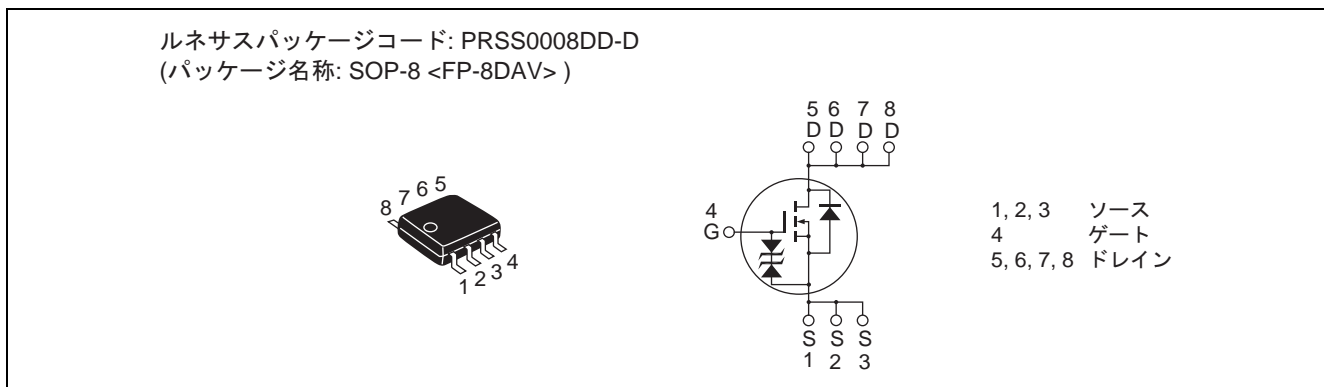 ルネサスパッケージコード: PRSS0008DD-D
(パッケージ名称: SOP-8 <FP-8DAV> )
8 7 6 5
1 2 3 4
5 6 7 8
D D D D
4
G
S S S
1 2 3
1, 2, 3 ソース
4 ゲート
5, 6, 7, 8 ドレイン